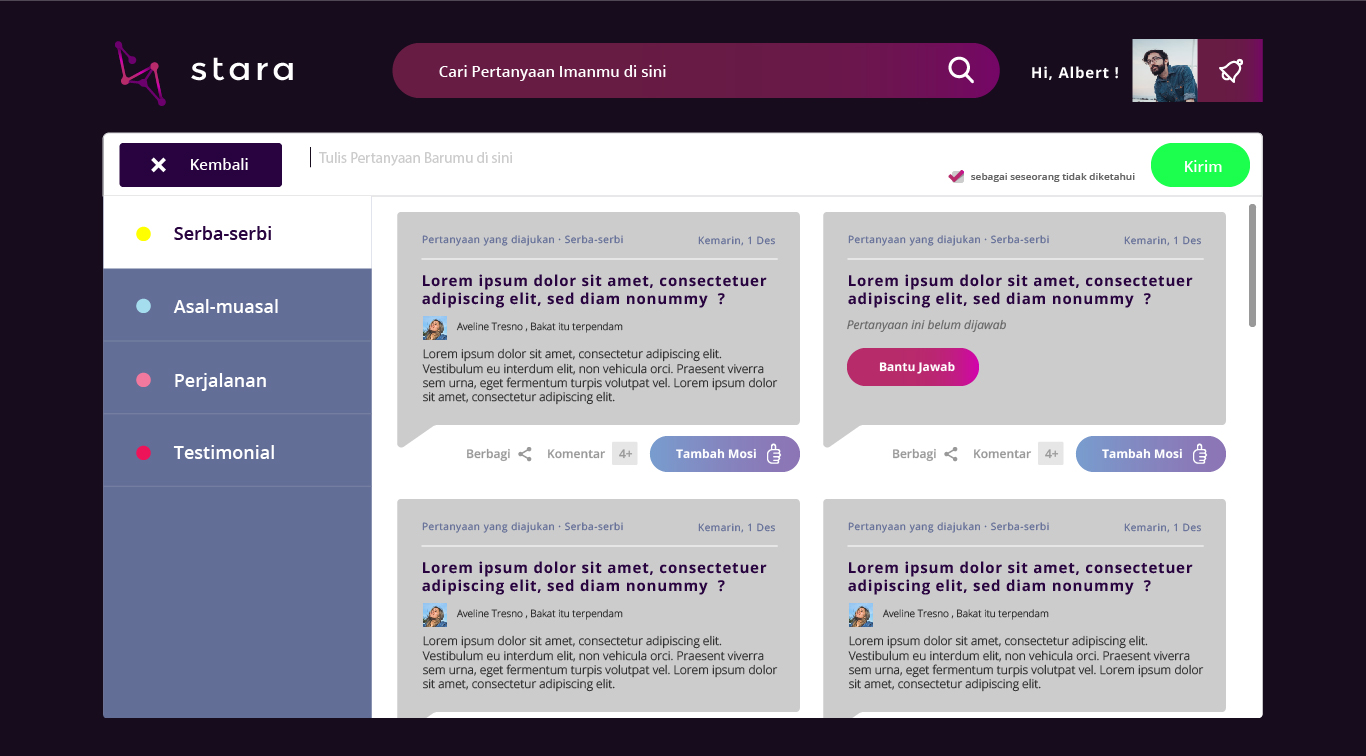 stara
Cari Pertanyaan Imanmu di sini
Hi, Albert !
Kembali
Tulis Pertanyaan Barumu di sini
sebagai seseorang tidak diketahui
Kirim
Serba-serbi
Asal-muasal
Perjalanan
Testimonial
Pertanyaan yang diajukan · Serba-serbi
Kemarin, 1 Des
Lorem ipsum dolor sit amet, consectetuer
adipiscing elit, sed diam nonummy ?
Aveline Tresno , Bakat itu terpendam
Lorem ipsum dolor sit amet, consectetur adipiscing elit.
Vestibulum eu interdum elit, non vehicula orci. Praesent viverra
sem urna, eget fermentum turpis volutpat vel. Lorem ipsum dolor
sit amet, consectetur adipiscing elit.
Berbagi
Komentar
4+
Tambah Mosi
Pertanyaan yang diajukan · Serba-serbi
Kemarin, 1 Des
Lorem ipsum dolor sit amet, consectetuer
adipiscing elit, sed diam nonummy ?
Pertanyaan ini belum dijawab
Bantu Jawab
Berbagi
Komentar
4+
Tambah Mosi
Pertanyaan yang diajukan · Serba-serbi
Kemarin, 1 Des
Lorem ipsum dolor sit amet, consectetuer
adipiscing elit, sed diam nonummy ?
Aveline Tresno , Bakat itu terpendam
Lorem ipsum dolor sit amet, consectetur adipiscing elit.
Vestibulum eu interdum elit, non vehicula orci. Praesent viverra
sem urna, eget fermentum turpis volutpat vel. Lorem ipsum dolor
sit amet, consectetur adipiscing elit.
Pertanyaan yang diajukan · Serba-serbi
Kemarin, 1 Des
Lorem ipsum dolor sit amet, consectetuer
adipiscing elit, sed diam nonummy ?
Aveline Tresno , Bakat itu terpendam
Lorem ipsum dolor sit amet, consectetur adipiscing elit.
Vestibulum eu interdum elit, non vehicula orci. Praesent viverra
sem urna, eget fermentum turpis volutpat vel. Lorem ipsum dolor
sit amet, consectetur adipiscing elit.